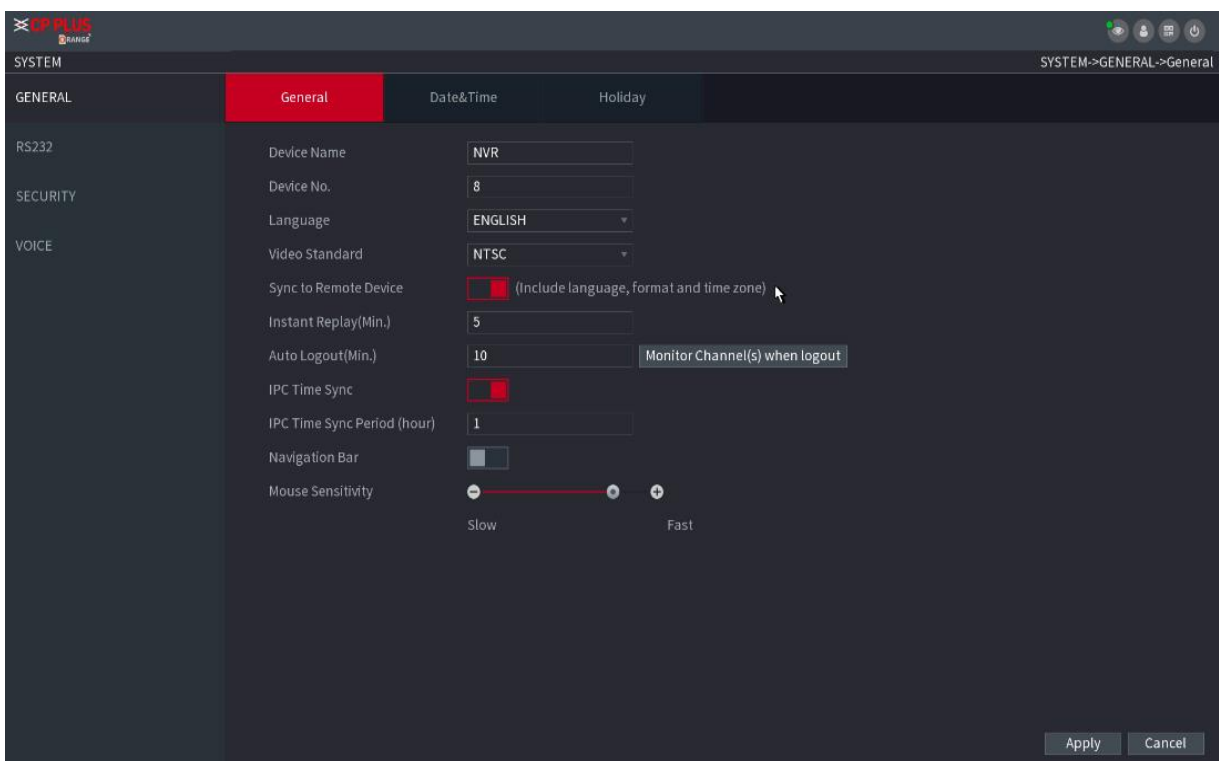 CP PLUS
ORANGE
SYSTEM
SYSTEM->GENERAL->General
GENERAL
RS232
SECURITY
VOICE
General
Date&Time
Holiday
Device Name
NVR
Device No.
8
Language
ENGLISH
Video Standard
NTSC
Sync to Remote Device
(Include language, format and time zone)
Instant Replay(Min.)
5
Auto Logout(Min.)
10
Monitor Channel(s) when logout
IPC Time Sync
IPC Time Sync Period (hour)
1
Navigation Bar
Mouse Sensitivity
Slow
Fast
Apply
Cancel